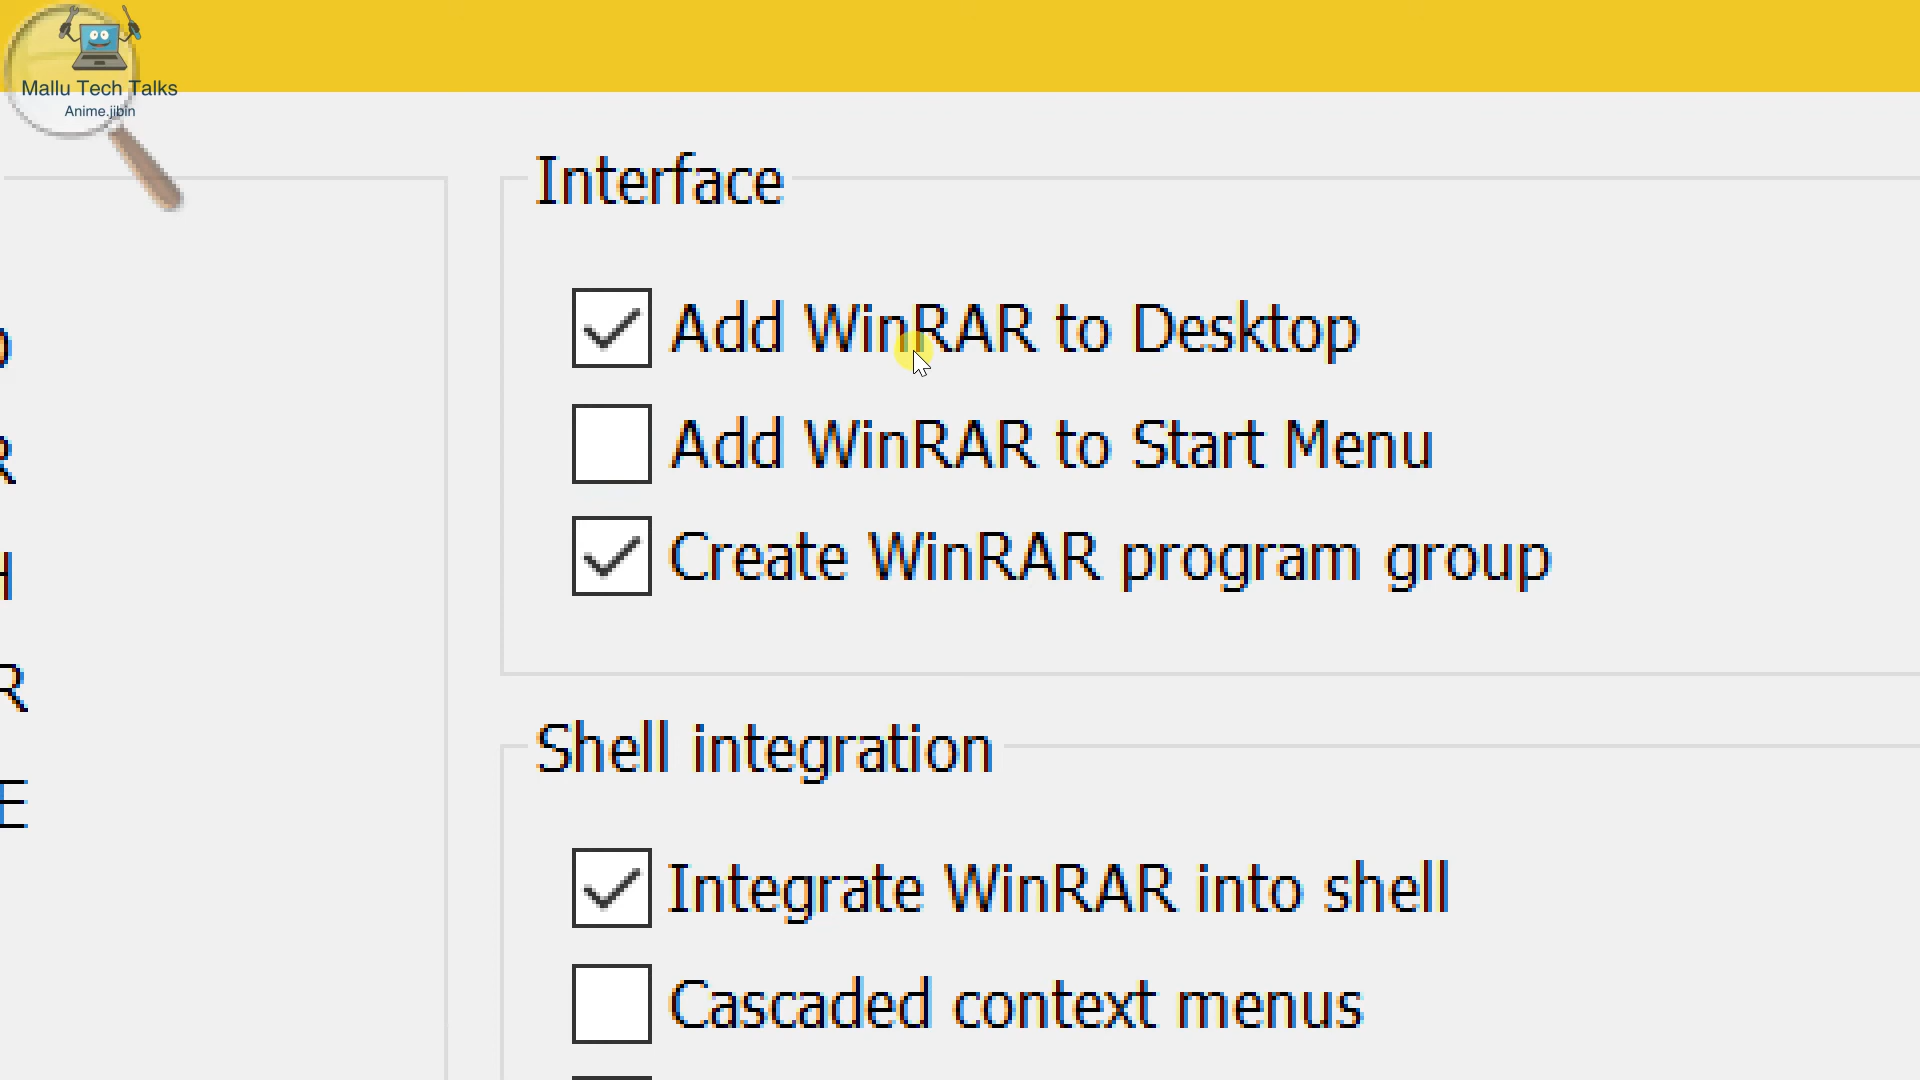 Mallu Tech Talks
Anime.jibin
Interface
Add WinRAR to Desktop
Add WinRAR to Start Menu
Create WinRAR program group
Shell integration
Integrate WinRAR into shell
Cascaded context menus
R
H
R
E